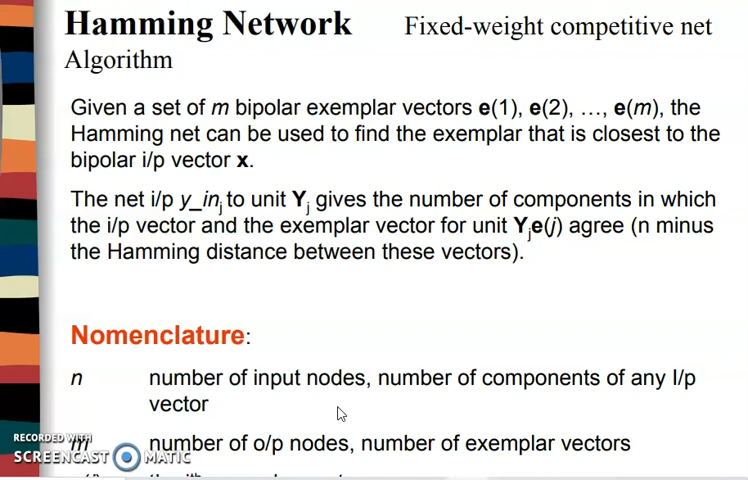 Hamming Network Fixed-weight competitive net
Algorithm
Given a set of m bipolar exemplar vectors e(1), e(2), …, e(m), the
Hamming net can be used to find the exemplar that is closest to the
bipolar i/p vector x.
The net i/p y_inj to unit Yj gives the number of components in which
the i/p vector and the exemplar vector for unit Yje(j) agree (n minus
the Hamming distance between these vectors).
Nomenclature:
n number of input nodes, number of components of any I/p
vector
RECORDED WITH
m number of o/p nodes, number of exemplar vectors
SCREENCAST MATIC